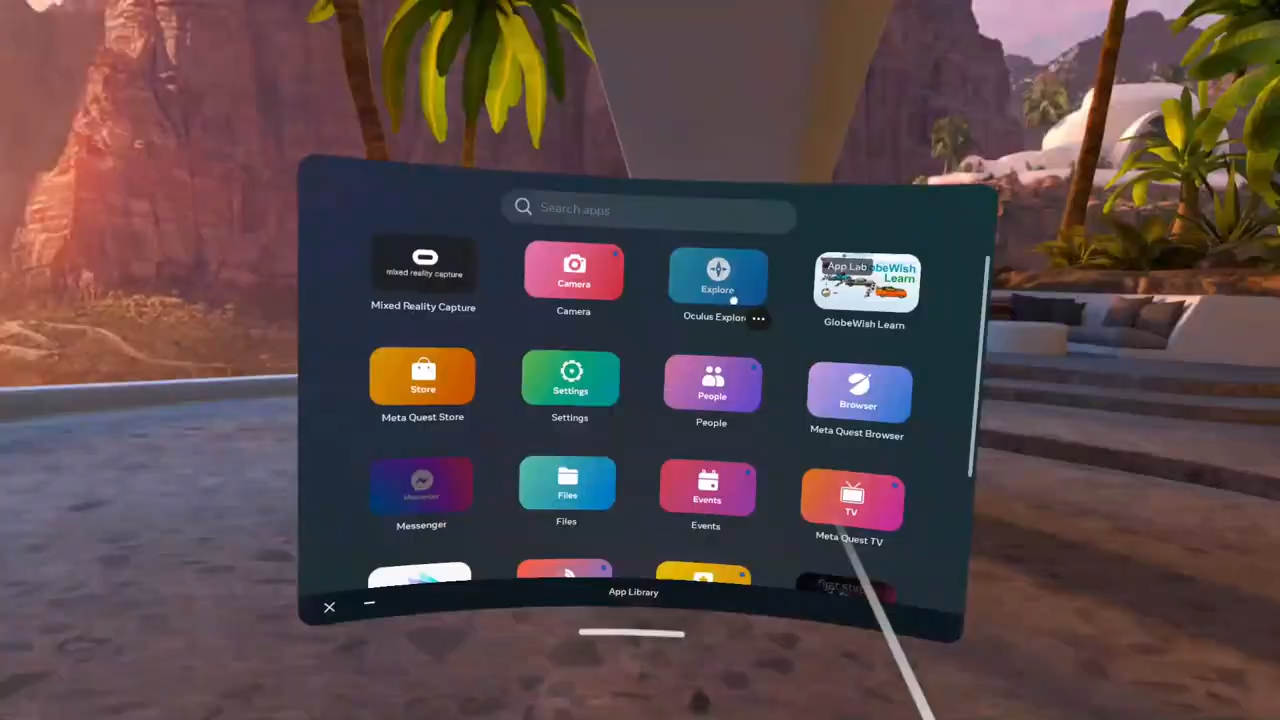 Search apps
mixed reality capture
Mixed Reality Capture
Camera
Camera
Explore
Oculus Explore
App Lab
beWish
Learn
GlobeWish Learn
Store
Meta Quest Store
Settings
Settings
People
People
Browser
Meta Quest Browser
Messenger
Messenger
Files
Files
Events
Events
TV
Meta Quest TV
App Library